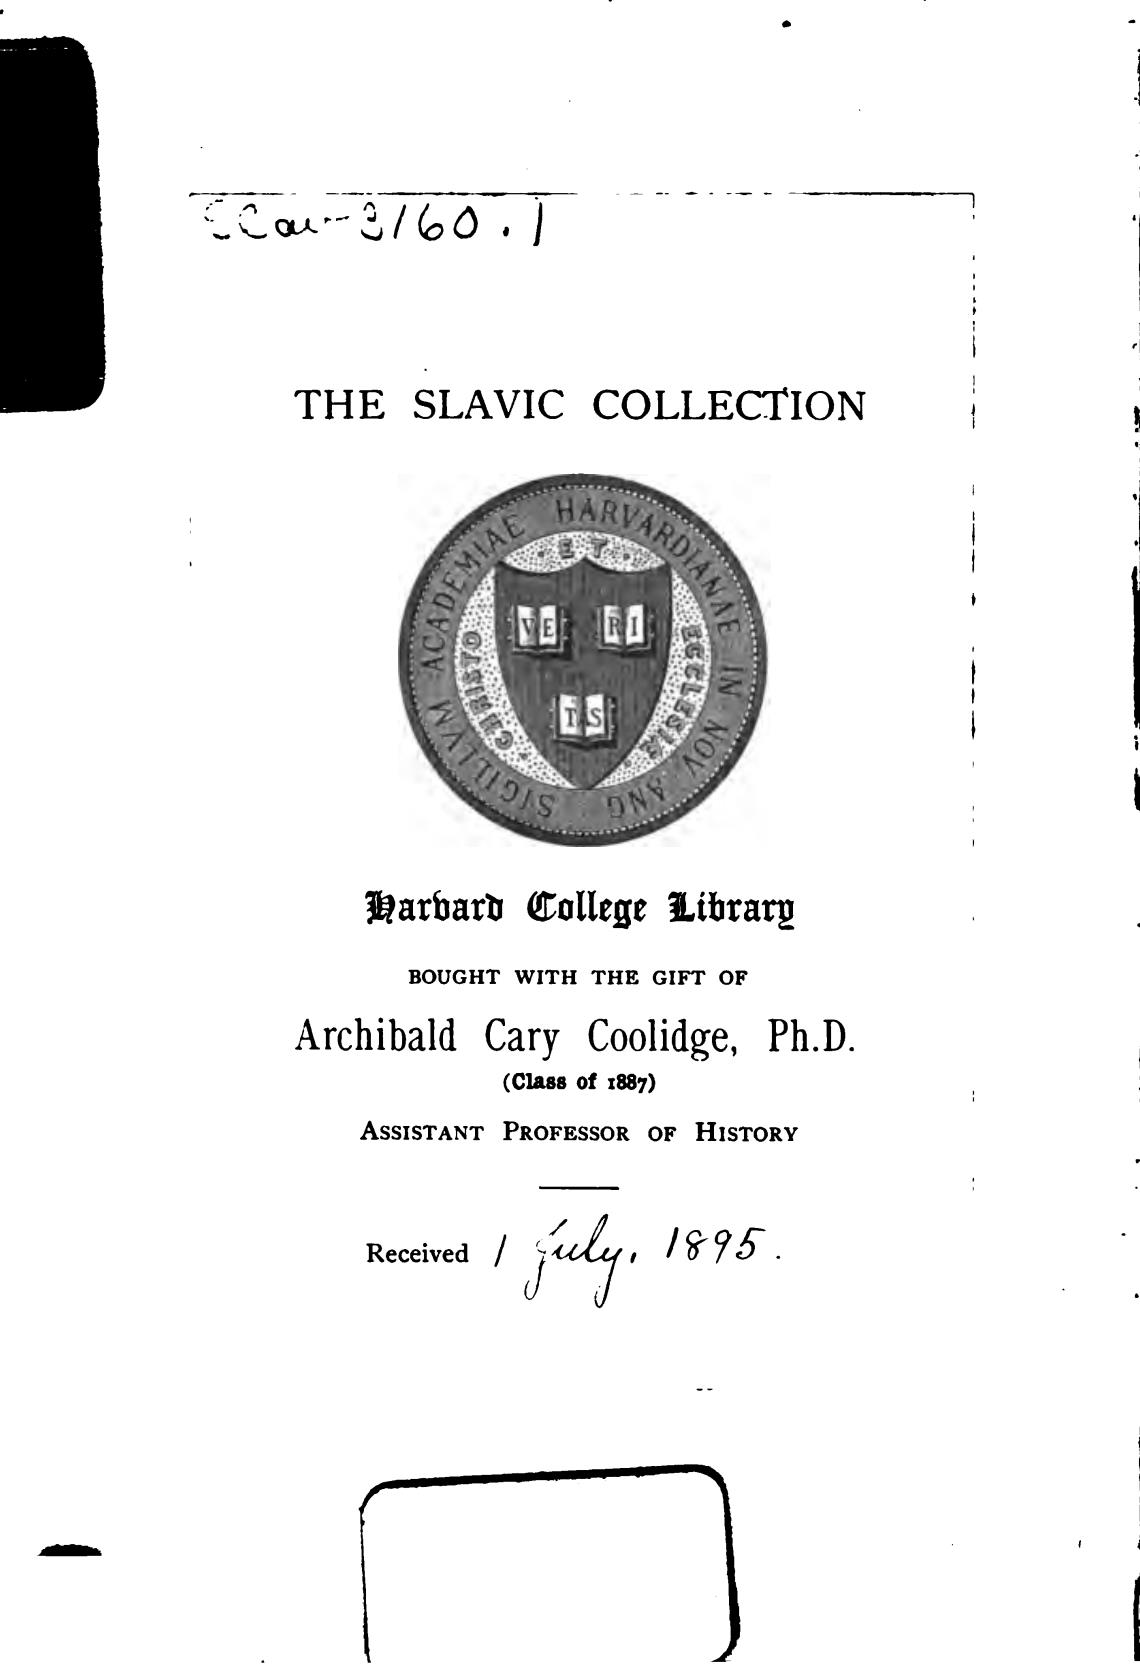 3160.1
THE SLAVIC COLLECTION
SIGILLVM ACADEMIAE HARVARDIANAE IN NOV ANG
CHRISTO ET ECCLESIAE
VE RI
TAS
Harvard College Library
BOUGHT WITH THE GIFT OF
Archibald Cary Coolidge, Ph.D.
(Class of 1887)
ASSISTANT PROFESSOR OF HISTORY
Received 1 July, 1895.